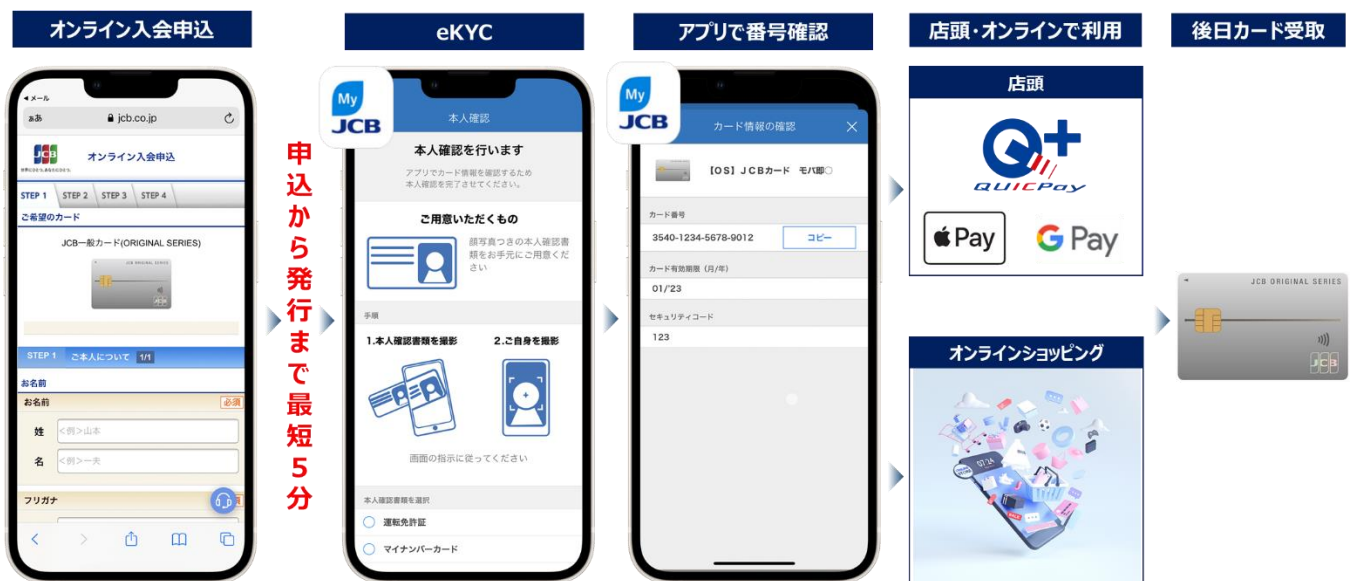 オンライン入会申込
メール
ぁあ jcb.co.jp
JCB オンライン入会申込
STEP 1 STEP 2 STEP 3 STEP 4
ご希望のカード
JCB一般カード(ORIGINAL SERIES)
JCB ORIGINAL SERIES
STEP 1 ご本人について 1/1
お名前
お名前 必須
姓 <例>山本
名 <例>一夫
フリガナ
申込から発行まで最短5分
eKYC
My
JCB
本人確認
本人確認を行います
アプリでカード情報を確認するため
本人確認を完了させてください。
ご用意いただくもの
顔写真つきの本人確認書
類をお手元にご用意くだ
さい
手順
1.本人確認書類を撮影 2.ご自身を撮影
画面の指示に従ってください
本人確認書類を選択
運転免許証
マイナンバーカード
アプリで番号確認
My
JCB
カード情報の確認
【OS】JCBカード モバ即〇
カード番号
3540-1234-5678-9012 コピー
カード有効期限（月/年）
01/'23
セキュリティコード
123
店頭・オンラインで利用
店頭
Q+
QUICPay
Pay
G Pay
オンラインショッピング
後日カード受取
JCB ORIGINAL SERIES
JCB